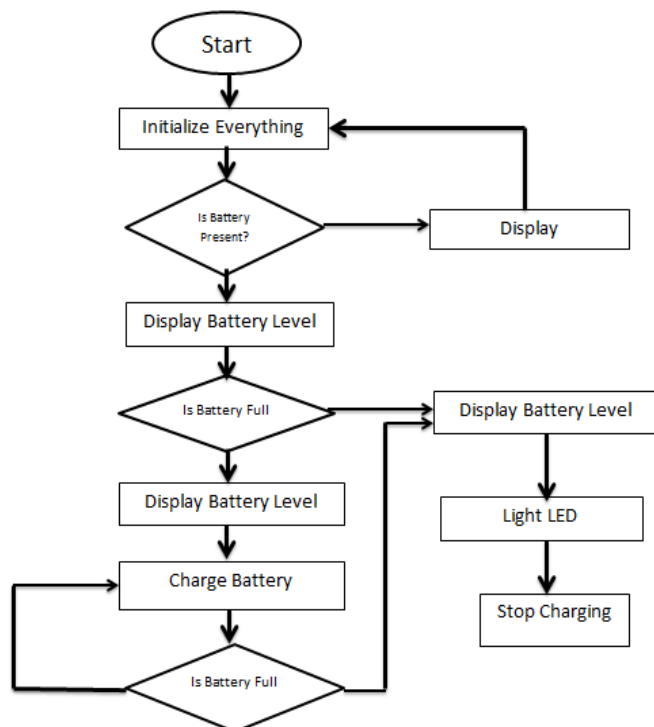 Start
Initialize Everything
Is Battery
Present?
Display
Display Battery Level
Is Battery Full
Display Battery Level
Display Battery Level
Light LED
Charge Battery
Stop Charging
Is Battery Full